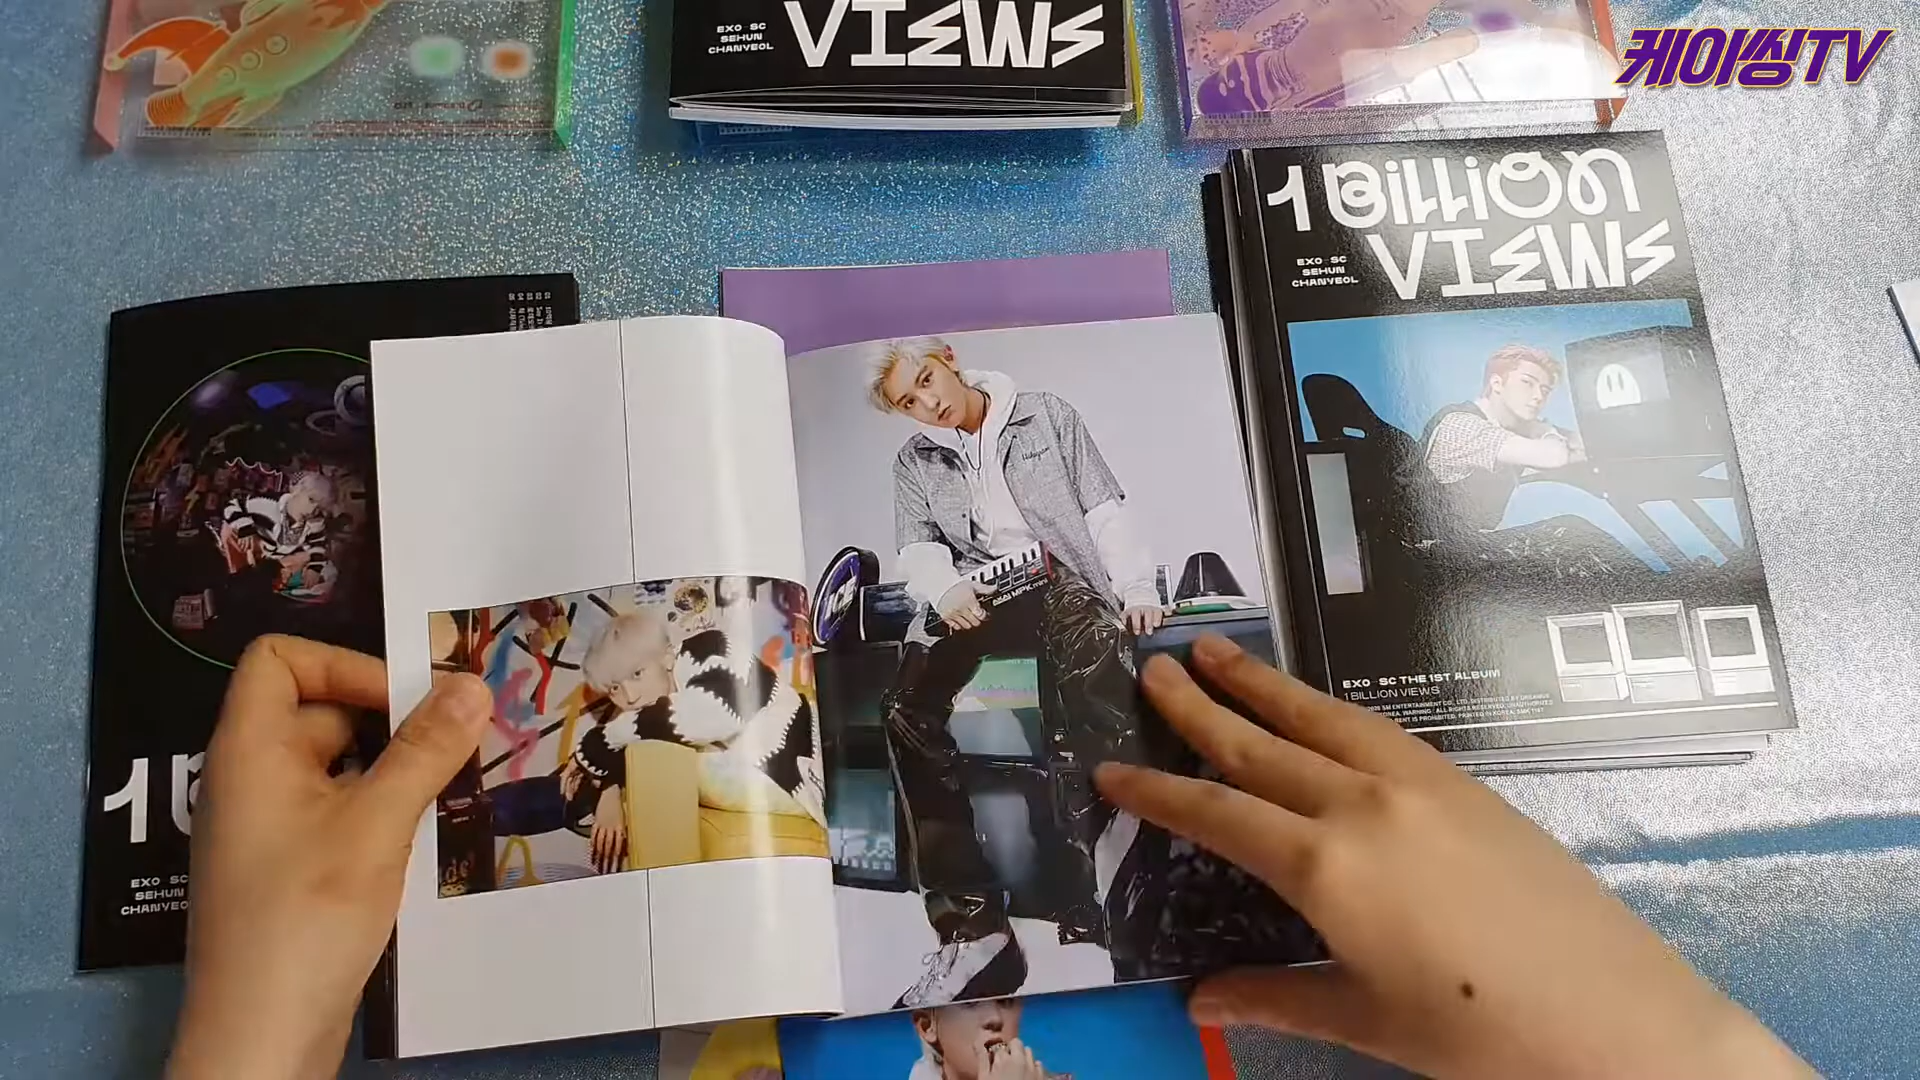 EXO-SC
SEHUN
CHANYEOL
VIEWS
케이씽TV
1 Billion
VIEWS
EXO-SC
SEHUN
CHANYEOL
AKAI MPK mini
EXO-SC THE 1ST ALBUM
1 BILLION VIEWS
1 B
EXO-SC
SEHUN
CHANYEOL